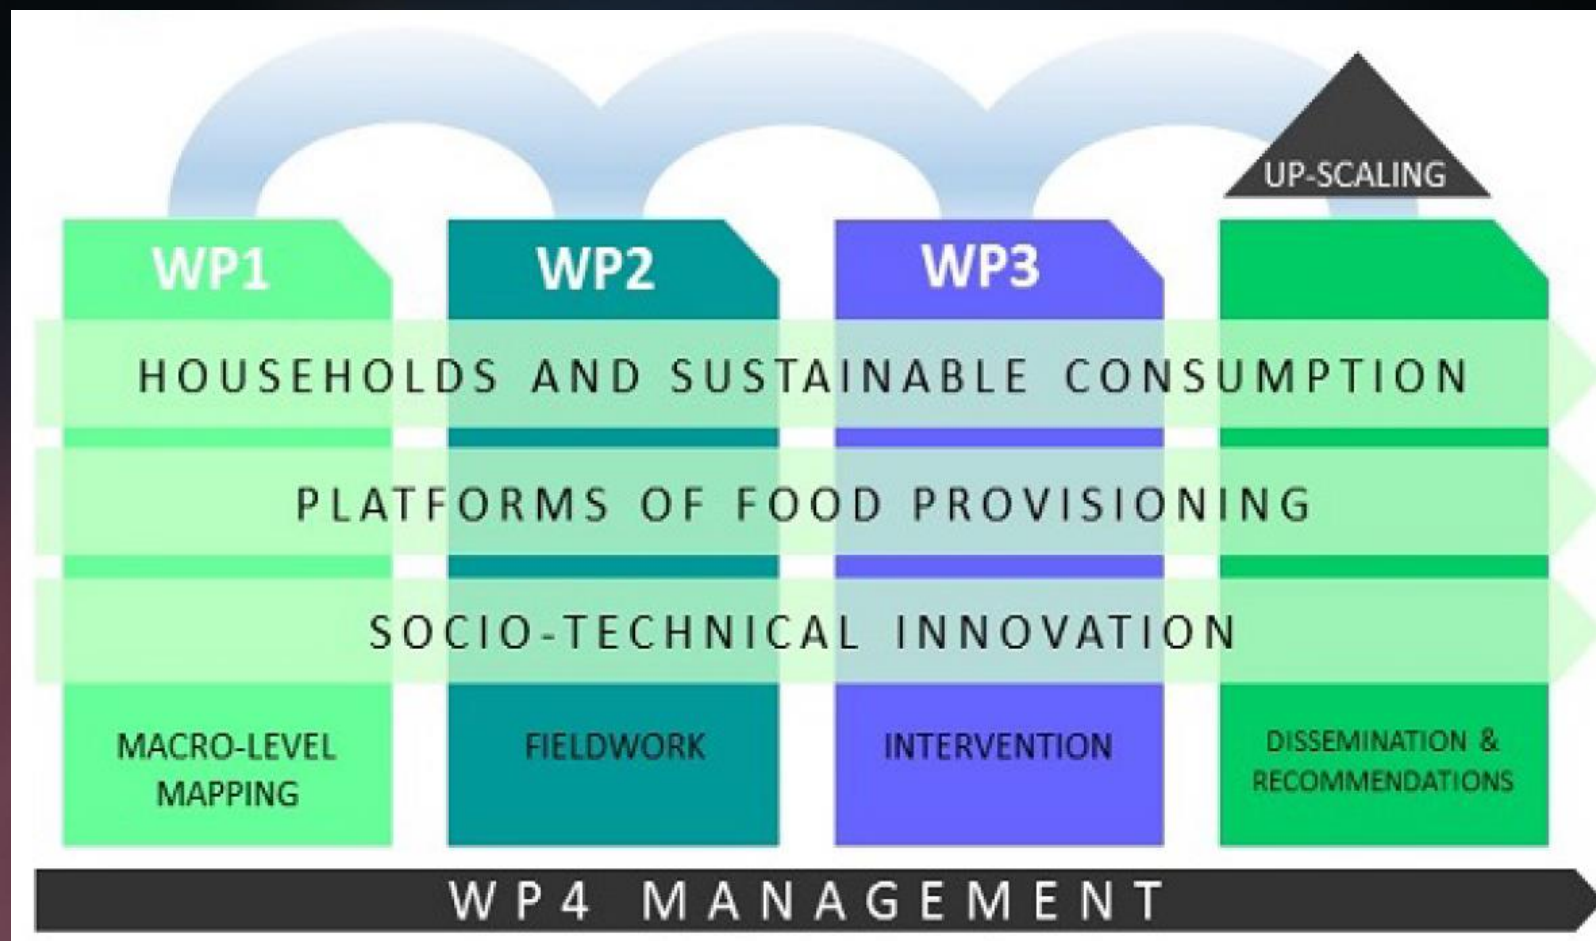 UP-SCALING
WP1
WP2
WP3
HOUSEHOLDS AND SUSTAINABLE CONSUMPTION
PLATFORMS OF FOOD PROVISIONING
SOCIO-TECHNICAL INNOVATION
MACRO-LEVEL
MAPPING
FIELDWORK
INTERVENTION
DISSEMINATION &
RECOMMENDATIONS
WP4 MANAGEMENT